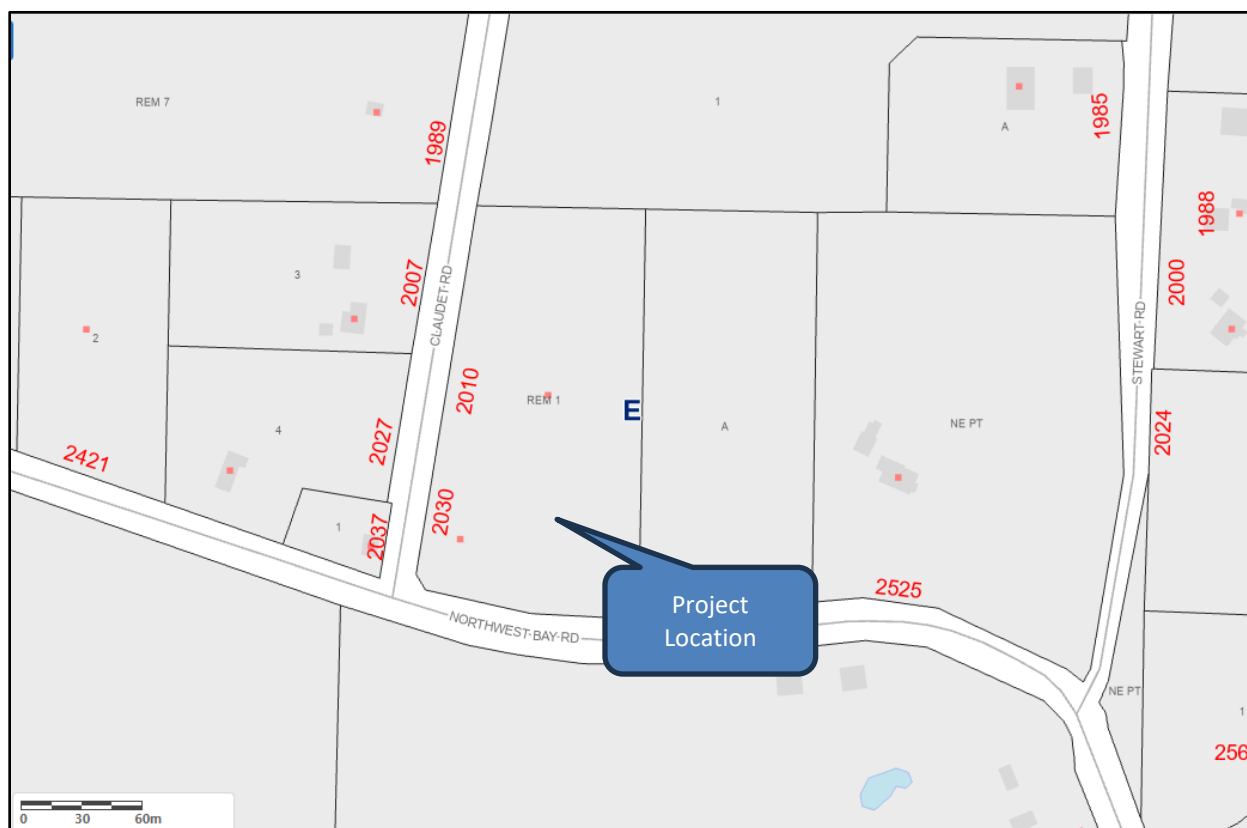 REM 7
1
A
1985
1989
1988
3
2007
CLAUDET RD
2000
STEWART RD
2
2010
REM 1
E
A
NE PT
2024
4
2027
2421
2030
1
2037
2525
Project
Location
NORTHWEST BAY RD
NE PT
1
256
0 30 60m